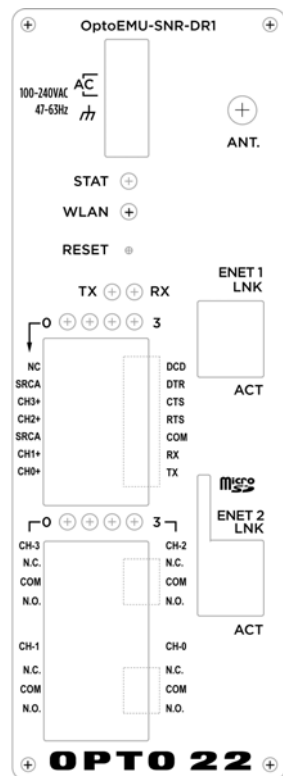 OptoEMU-SNR-DR1
100-240VAC AC
47-63Hz
ANT.
STAT
WLAN
RESET
TX RX
ENET 1
LNK
ACT
0 3
NC DCD
SRCA DTR
CH3+ CTS
CH2+ RTS
SRCA COM
CH1+ RX
CH0+ TX
Micro SD
ENET 2
LNK
ACT
0 3
CH-3 CH-2
N.C. N.C.
COM COM
N.O. N.O.
CH-1 CH-0
N.C. N.C.
COM COM
N.O. N.O.
OPTO 22